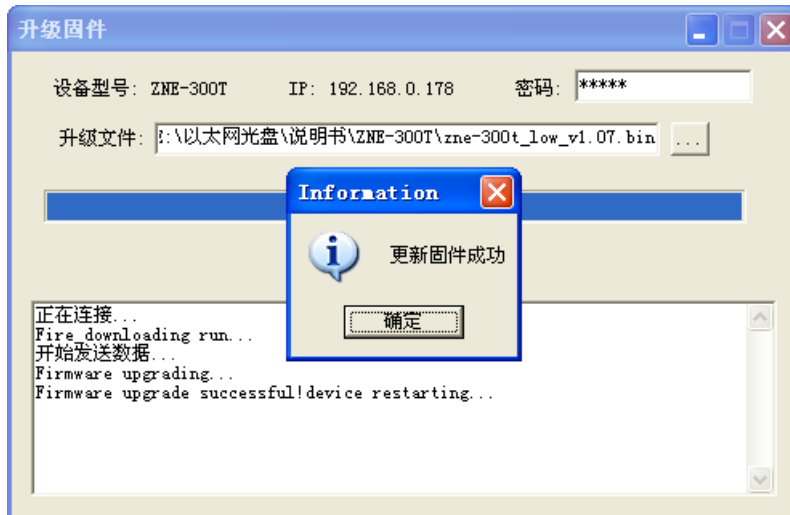 升级固件
设备型号: ZNE-300T IP: 192.168.0.178 密码: *****
升级文件: :\以太网光盘\说明书\ZNE-300T\zne-300t_low_v1.07.bin ...
Information
更新固件成功
确定
正在连接...
Fire downloading run...
开始发送数据...
Firmware upgrading...
Firmware upgrade successful!device restarting...